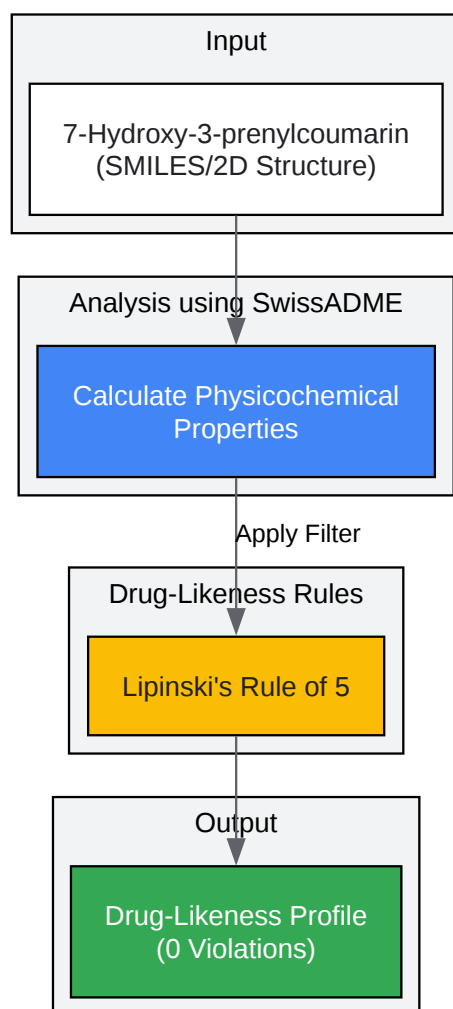 Input
7-Hydroxy-3-prenylcoumarin
(SMILES/2D Structure)
Analysis using SwissADME
Calculate Physicochemical
Properties
Apply Filter
Drug-Likeness Rules
Lipinski's Rule of 5
Output
Drug-Likeness Profile
(0 Violations)